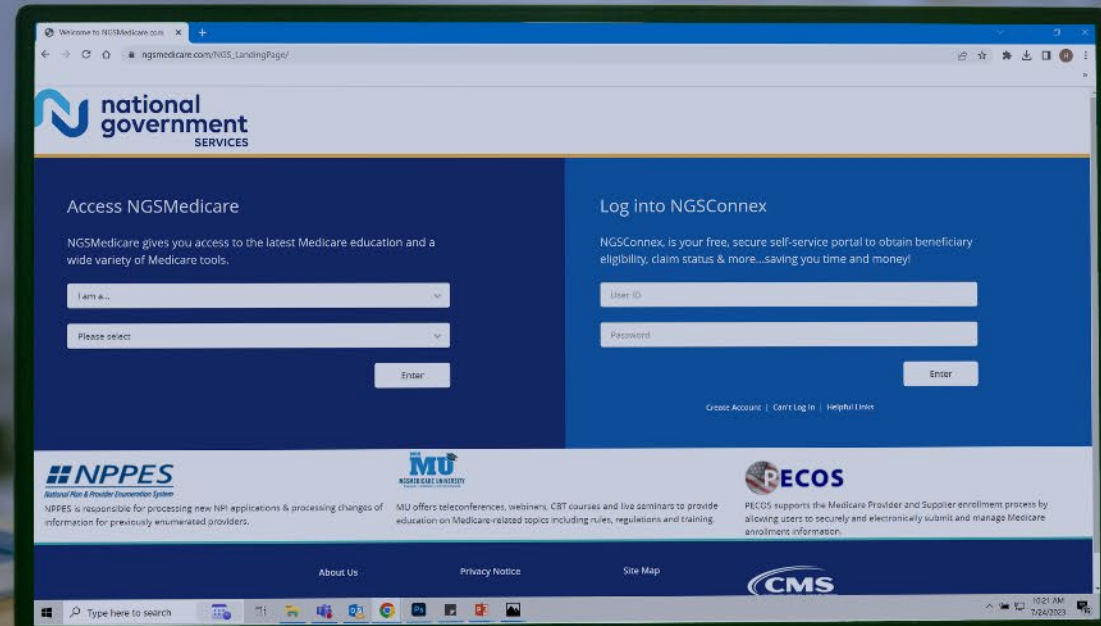 Welcome to NGSMedicare.com
ngsmedicare.com/NGS_LandingPage/
national
government
SERVICES
Access NGSMedicare
Log into NGSConnex
NGSMedicare gives you access to the latest Medicare education and a
wide variety of Medicare tools.
NGSConnex, is your free, secure self-service portal to obtain beneficiary
eligibility, claim status & more...saving you time and money!
I am a...
User ID
Please select
Password
Enter
Enter
Create Account | Can't Log In | Helpful Links
NPPES
National Plan & Provider Enumeration System
NPPES is responsible for processing new NPI applications & processing changes of
information for previously enumerated providers.
MU
NGSMEDICARE UNIVERSITY
MU offers teleconferences, webinars, CBT courses and live seminars to provide
education on Medicare-related topics including rules, regulations and training.
PECOS
PECOS supports the Medicare Provider and Supplier enrollment process by
allowing users to securely and electronically submit and manage Medicare
enrollment information.
About Us
Privacy Notice
Site Map
CMS
Type here to search
10:21 AM
7/24/2023